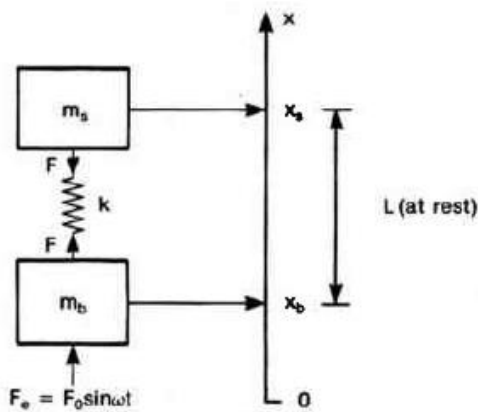 x
mₛ
xₛ
F
k
L (at rest)
F
m_b
x_b
Fₑ = F₀sinωt
0